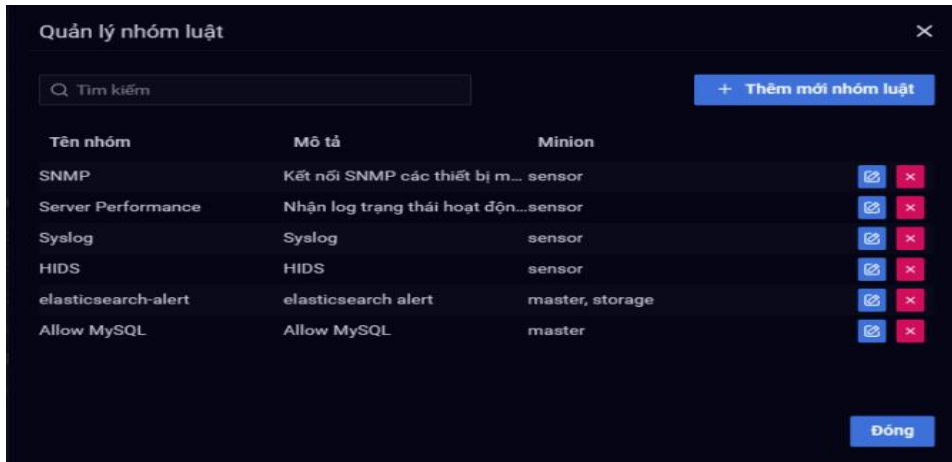 Quản lý nhóm luật
Tìm kiếm
+ Thêm mới nhóm luật
Tên nhóm Mô tả Minion
SNMP Kết nối SNMP các thiết bị m... sensor
Server Performance Nhận log trạng thái hoạt độn... sensor
Syslog Syslog sensor
HIDS HIDS sensor
elasticsearch-alert elasticsearch alert master, storage
Allow MySQL Allow MySQL master
Đóng